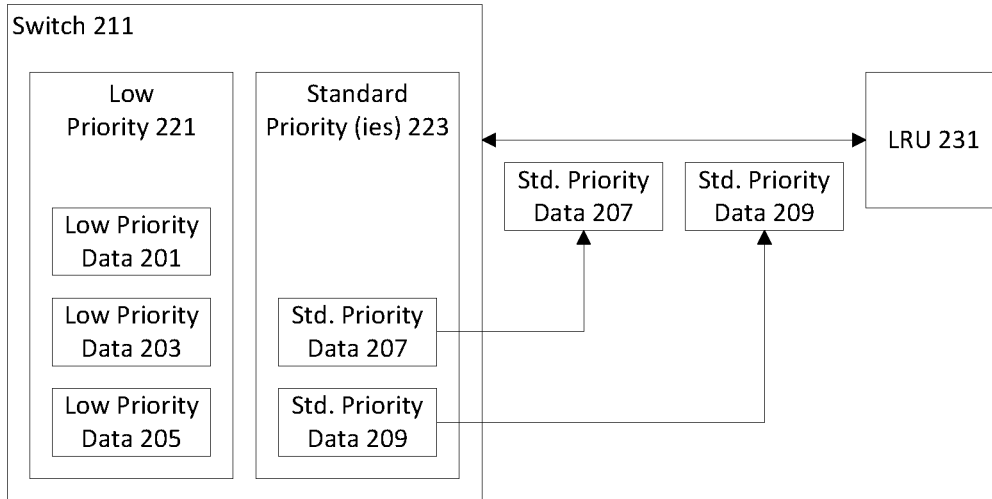 Switch 211
Low
Priority 221
Standard
Priority (ies) 223
LRU 231
Std. Priority
Data 207
Std. Priority
Data 209
Low Priority
Data 201
Low Priority
Data 203
Std. Priority
Data 207
Low Priority
Data 205
Std. Priority
Data 209